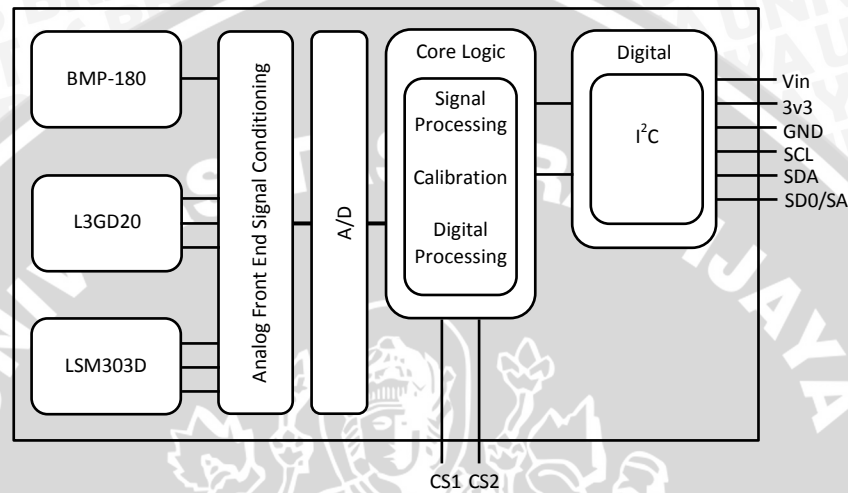 BMP-180
L3GD20
LSM303D
Analog Front End Signal Conditioning
A/D
Core Logic
Signal
Processing
Calibration
Digital
Processing
Digital
I²C
Vin
3v3
GND
SCL
SDA
SD0/SA
CS1 CS2